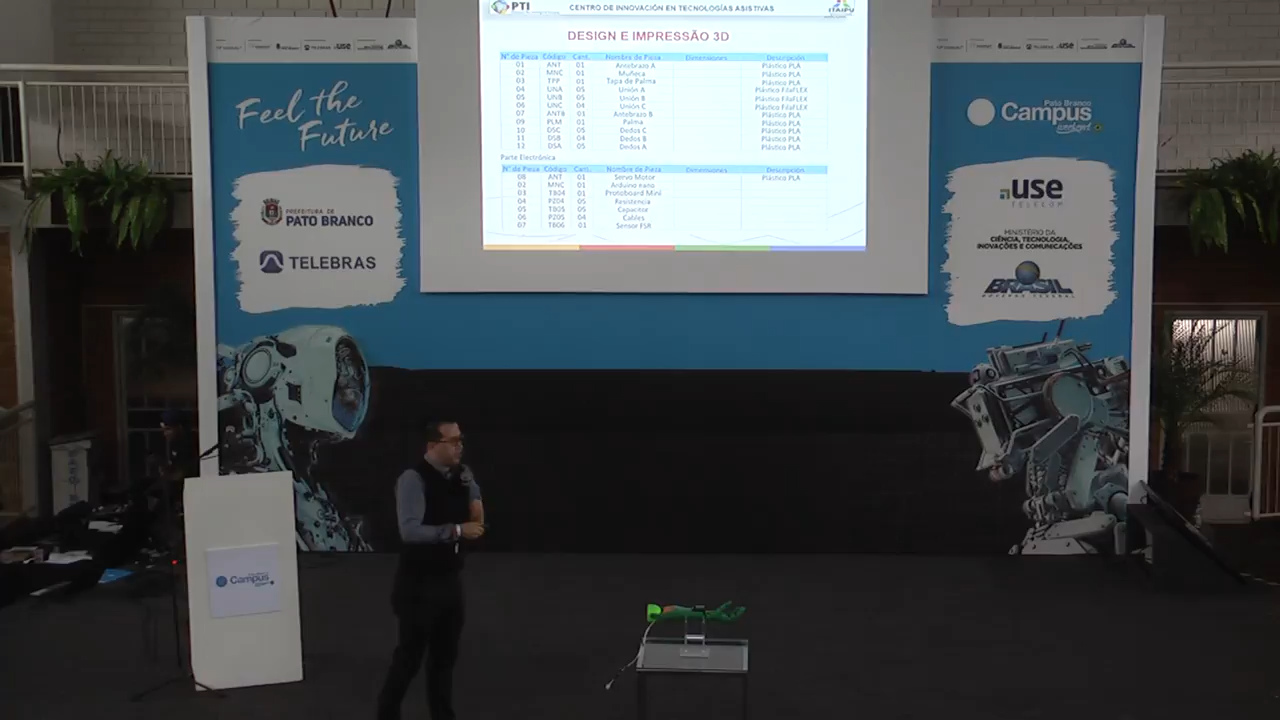 PTI
CENTRO DE INNOVACIÓN EN TECNOLOGÍAS ASISTIVAS
ITAIPU
DESIGN E IMPRESSÃO 3D
Nº de Pieza Código Cant. Nombre de Pieza Dimensiones Descripción
01 ANT 01 Antebrazo A Plástico PLA
02 MNC 01 Muñeca Plástico PLA
03 TPP 01 Tapa de Palma Plástico PLA
04 UNA 05 Unión A Plástico FilaFLEX
05 UNB 05 Unión B Plástico FilaFLEX
06 UNC 04 Unión C Plástico FilaFLEX
07 ANTB 01 Antebrazo B Plástico PLA
09 PLM 01 Palma Plástico PLA
10 DSC 05 Dedos C Plástico PLA
11 DSB 04 Dedos B Plástico PLA
12 DSA 05 Dedos A Plástico PLA
Parte Electrónica
Nº de Pieza Código Cant. Nombre de Pieza Dimensiones Descripción
08 ANT 01 Servo Motor Plástico PLA
02 MNC 01 Arduino nano
03 TB04 01 Protoboard Mini
04 PZ04 05 Resistencia
05 TB05 05 Capacitor
06 PZ05 04 Cables
07 TB06 01 Sensor FSR
Feel the
Future
PREFEITURA DE
PATO BRANCO
TELEBRAS
Pato Branco
Campus
use
TELECOM
MINISTÉRIO DA
CIÊNCIA, TECNOLOGIA,
INOVAÇÕES E COMUNICAÇÕES
BRASIL
GOVERNO FEDERAL
Campus